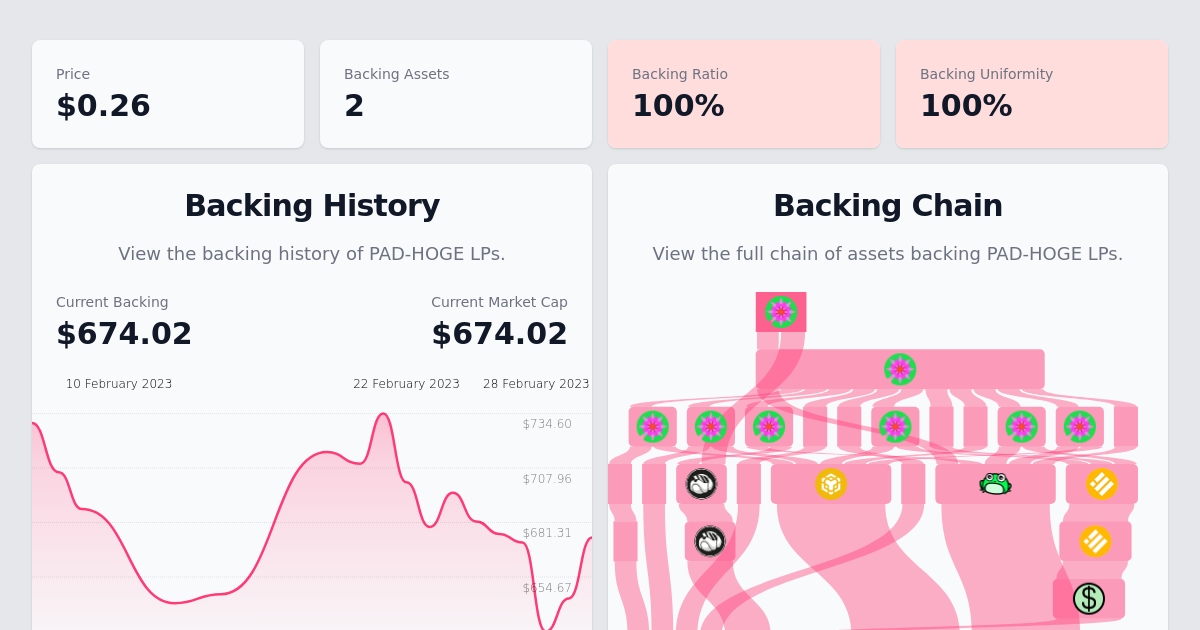 Price
$0.26
Backing Assets
2
Backing Ratio
100%
Backing Uniformity
100%
Backing History
View the backing history of PAD-HOGE LPs.
Current Backing
$674.02
Current Market Cap
$674.02
10 February 2023
22 February 2023
28 February 2023
$734.60
$707.96
$681.31
$654.67
Backing Chain
View the full chain of assets backing PAD-HOGE LPs.
$